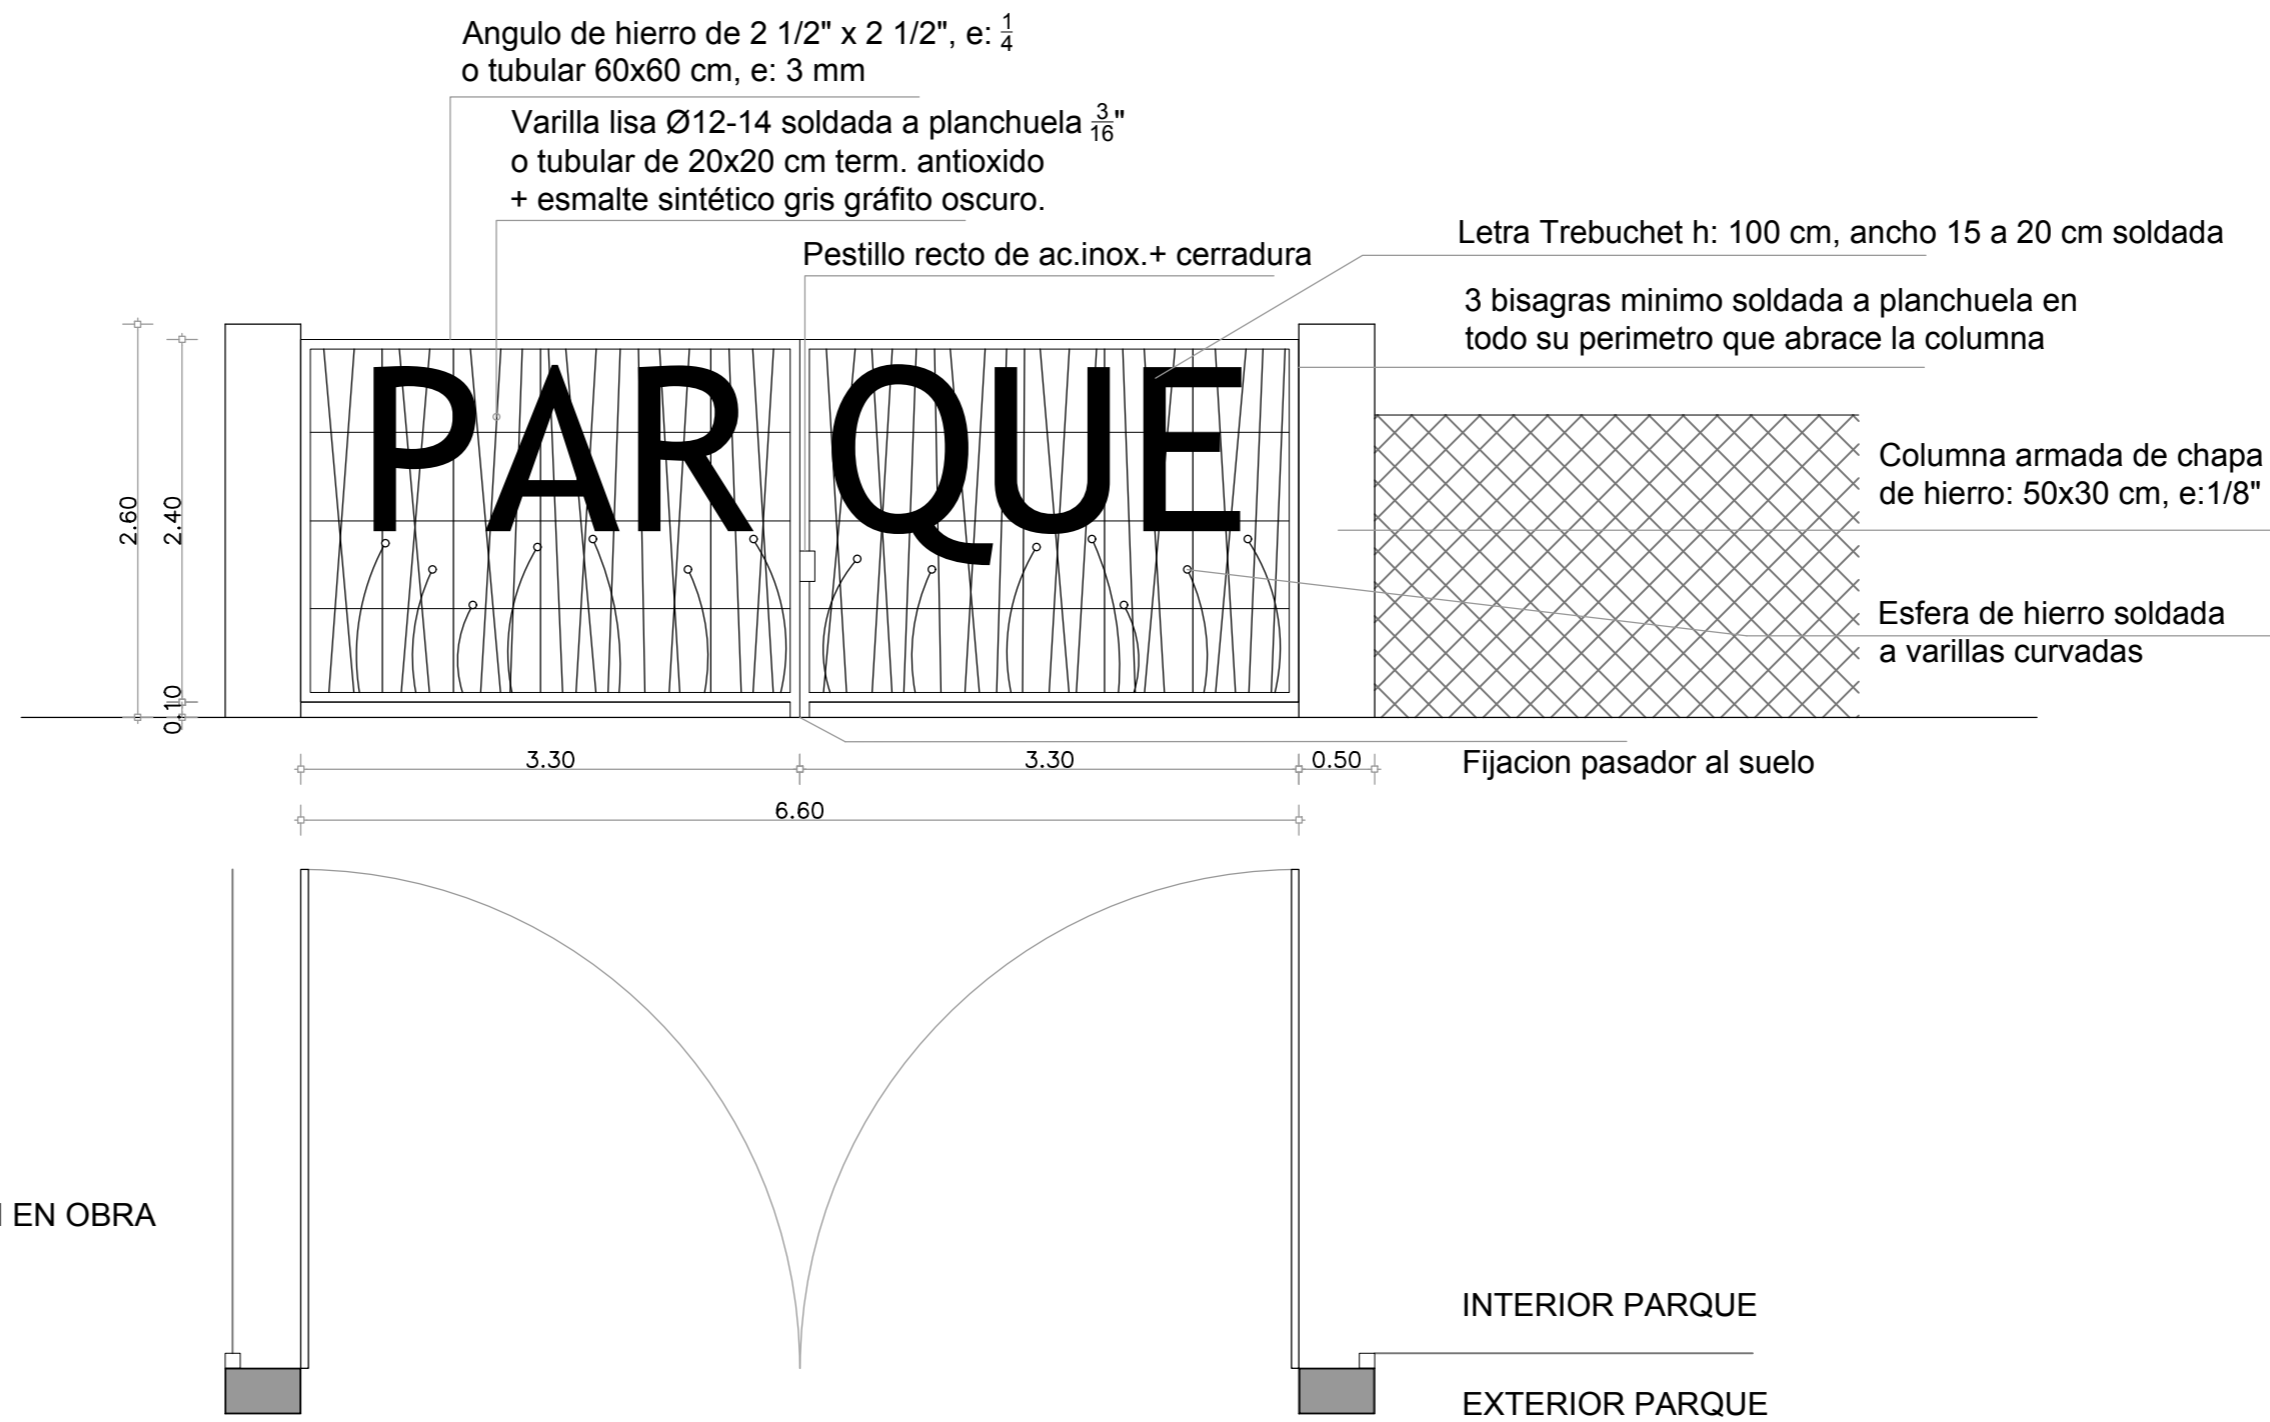 Angulo de hierro de 2 1/2" x 2 1/2", e: 1/4
o tubular 60x60 cm, e: 3 mm
Varilla lisa Ø12-14 soldada a planchuela 3/16"
o tubular de 20x20 cm term. antioxido
+ esmalte sintético gris gráfito oscuro.
Pestillo recto de ac.inox.+ cerradura
Letra Trebuchet h: 100 cm, ancho 15 a 20 cm soldada
3 bisagras minimo soldada a planchuela en
todo su perimetro que abrace la columna
PAR QUE
Columna armada de chapa
de hierro: 50x30 cm, e:1/8"
2.60
2.40
0.10
Esfera de hierro soldada
a varillas curvadas
3.30
3.30
0.50
Fijacion pasador al suelo
6.60
EN OBRA
INTERIOR PARQUE
EXTERIOR PARQUE